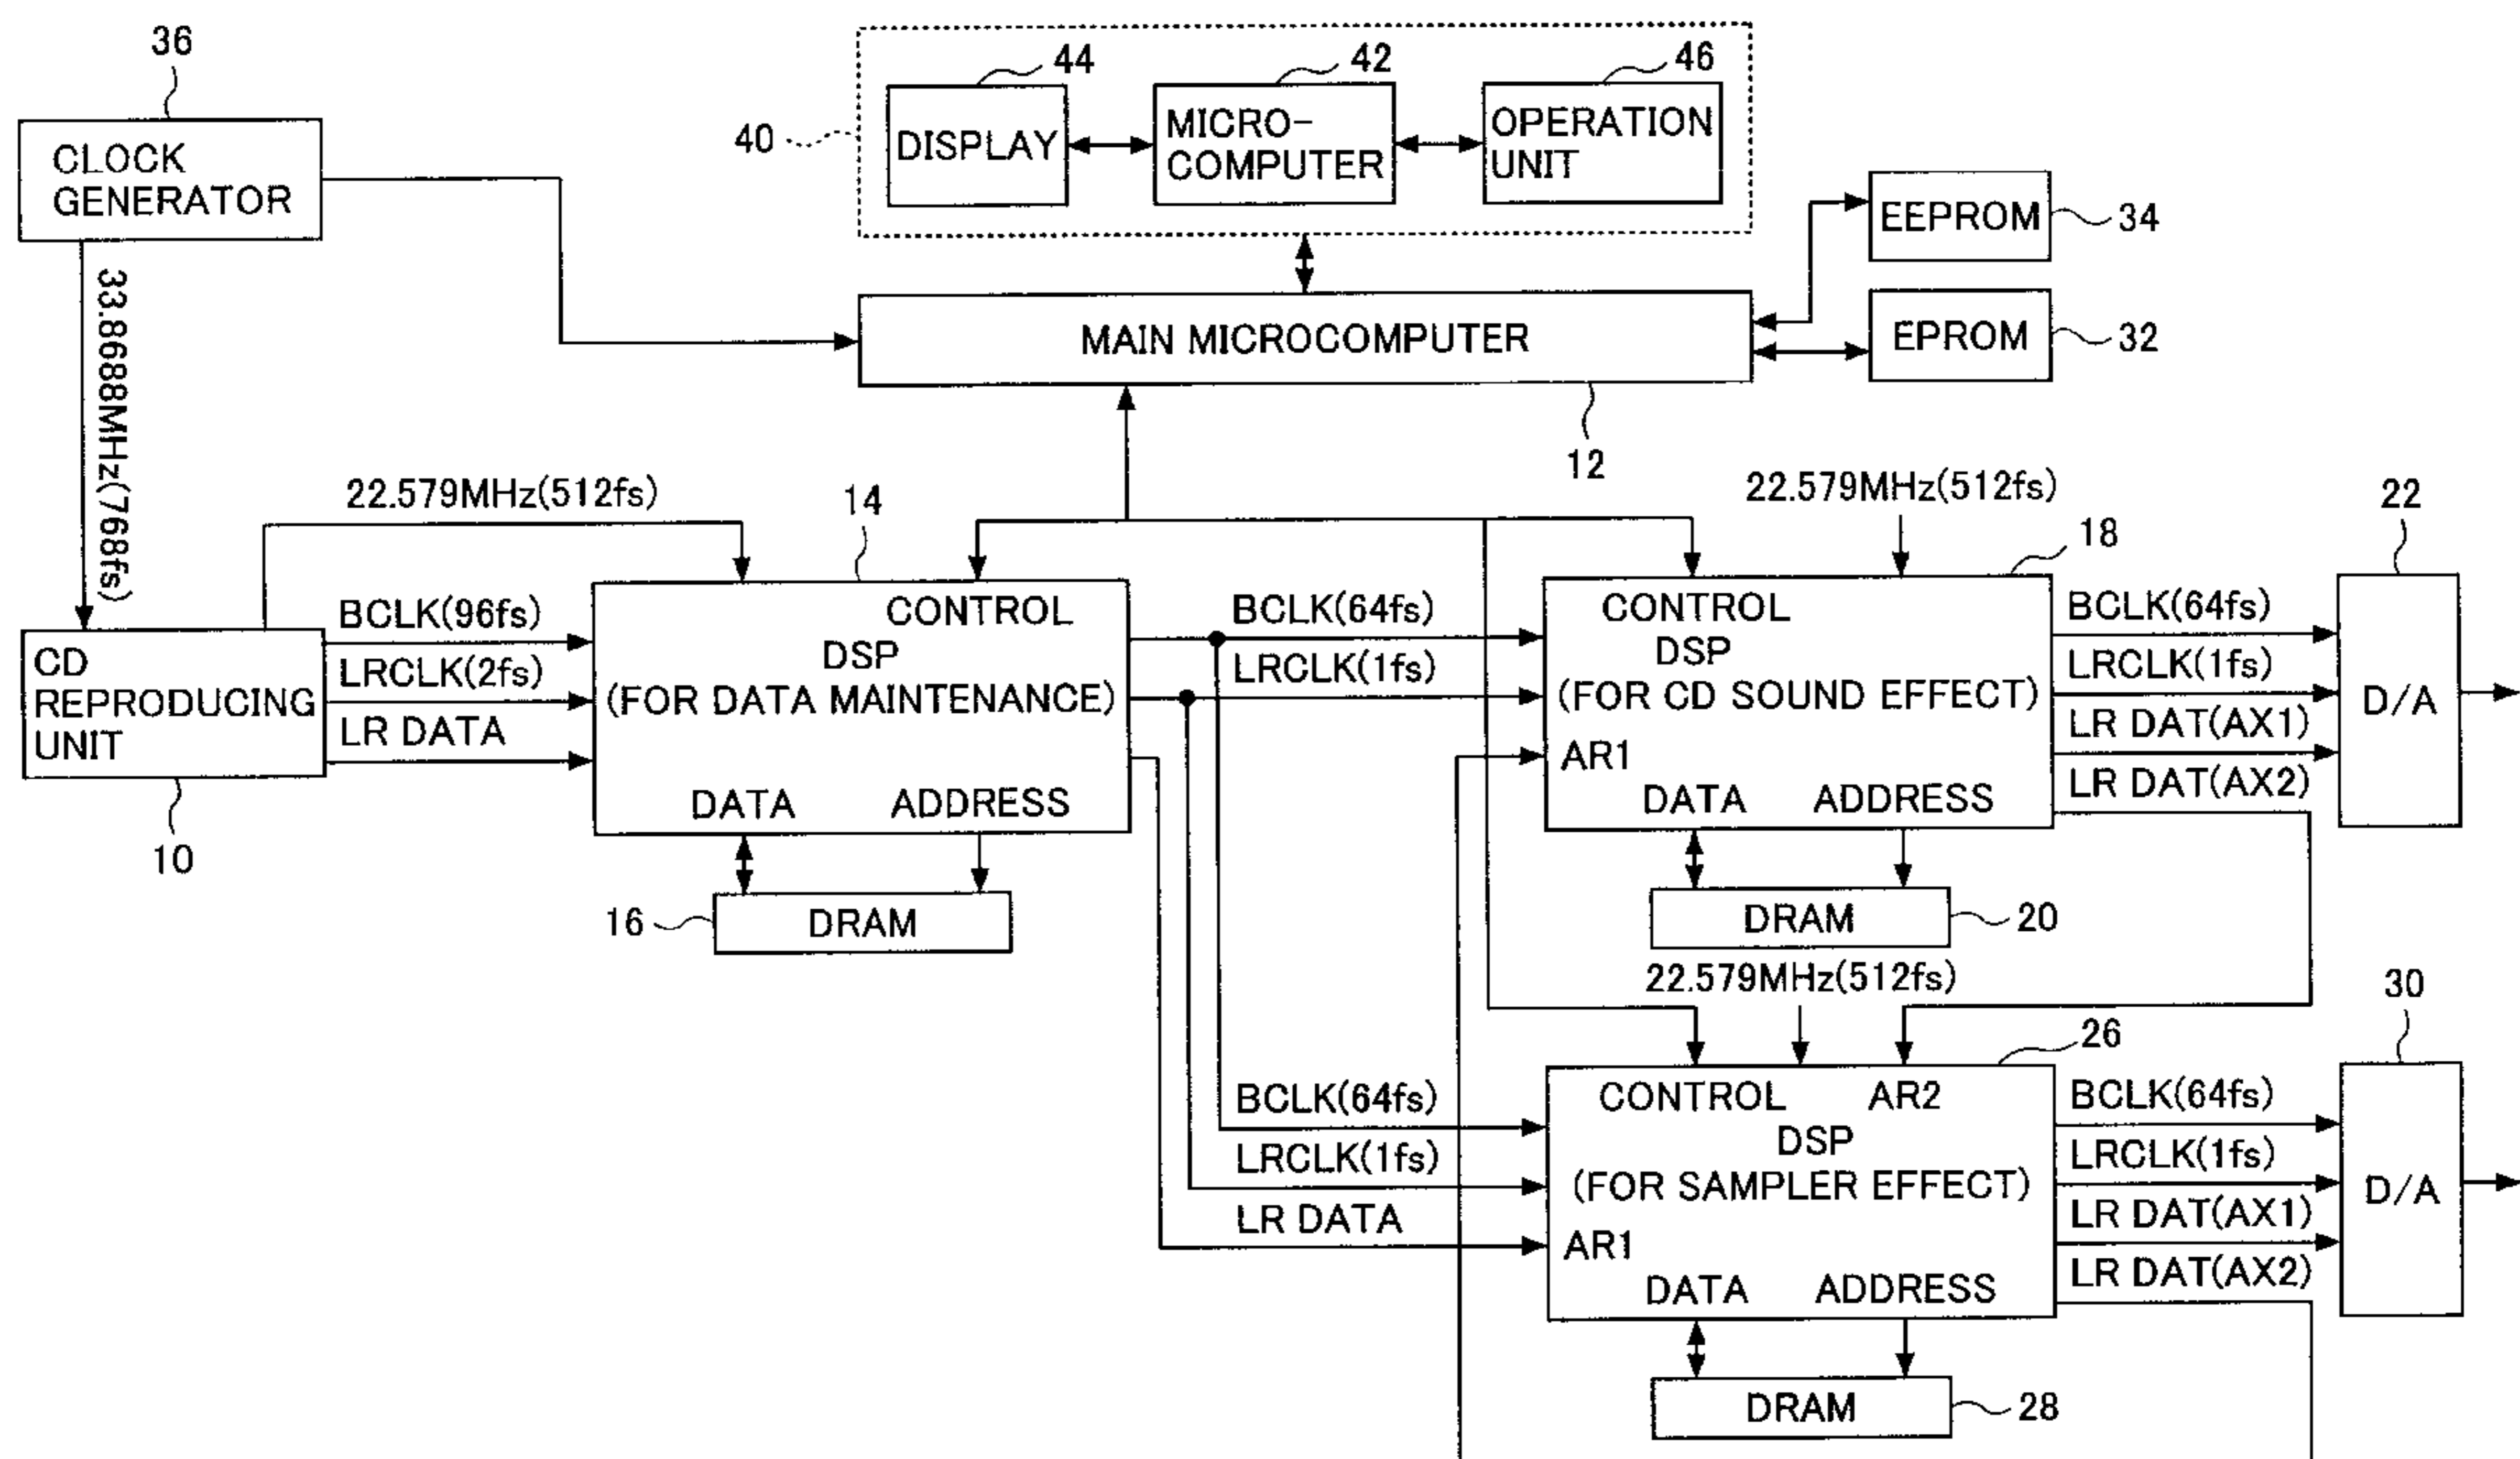 36
CLOCK
GENERATOR
33.8688MHz(768fs)
40
44
DISPLAY
42
MICRO-
COMPUTER
46
OPERATION
UNIT
EEPROM
34
EPROM
32
MAIN MICROCOMPUTER
12
22.579MHz(512fs)
CD
REPRODUCING
UNIT
10
BCLK(96fs)
LRCLK(2fs)
LR DATA
14
CONTROL
DSP
(FOR DATA MAINTENANCE)
DATA ADDRESS
16
DRAM
BCLK(64fs)
LRCLK(1fs)
22.579MHz(512fs)
18
CONTROL
DSP
(FOR CD SOUND EFFECT)
AR1
DATA ADDRESS
DRAM
20
BCLK(64fs)
LRCLK(1fs)
LR DAT(AX1)
LR DAT(AX2)
22
D/A
22.579MHz(512fs)
26
BCLK(64fs)
LRCLK(1fs)
LR DATA
CONTROL AR2
DSP
(FOR SAMPLER EFFECT)
AR1
DATA ADDRESS
DRAM
28
BCLK(64fs)
LRCLK(1fs)
LR DAT(AX1)
LR DAT(AX2)
30
D/A